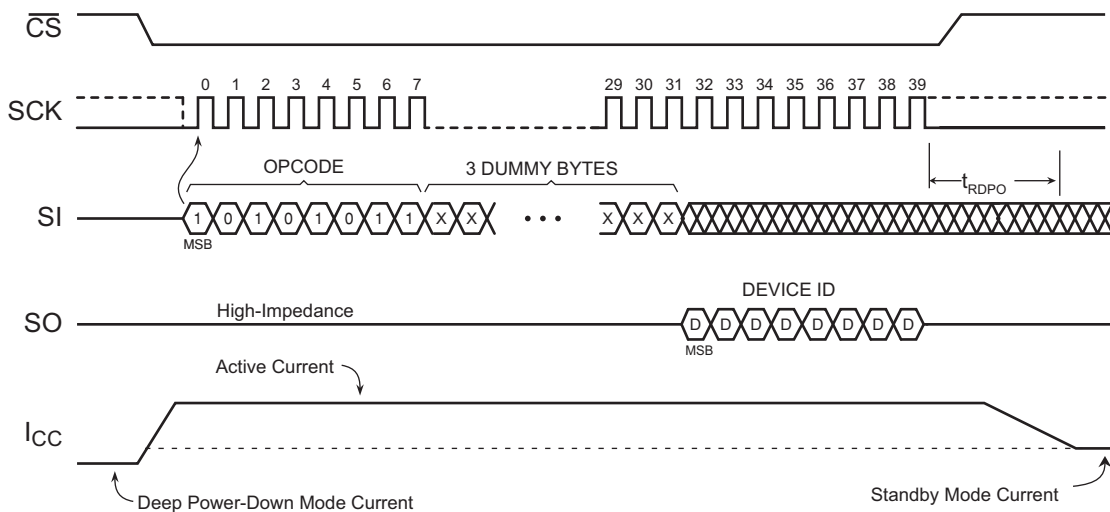 CS
0 1 2 3 4 5 6 7 29 30 31 32 33 34 35 36 37 38 39
SCK
OPCODE 3 DUMMY BYTES tRDPO
SI 1 0 1 0 1 0 1 1 X X • • • X X X
MSB
DEVICE ID
High-Impedance
SO D D D D D D D D
MSB
Active Current
ICC
Deep Power-Down Mode Current
Standby Mode Current